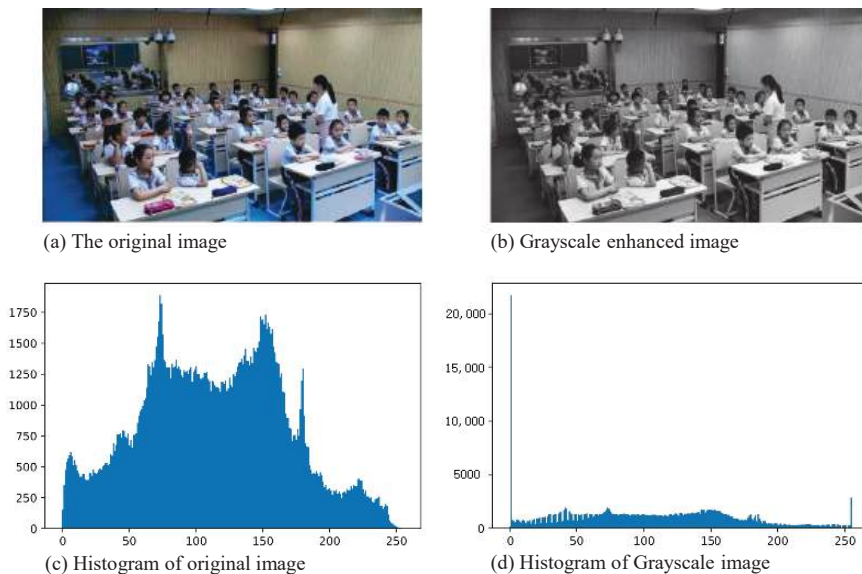 (a) The original image
(b) Grayscale enhanced image
1750
1500
1250
1000
750
500
250
0
0 50 100 150 200 250
(c) Histogram of original image
20,000
15,000
10,000
5000
0
0 50 100 150 200 250
(d) Histogram of Grayscale image